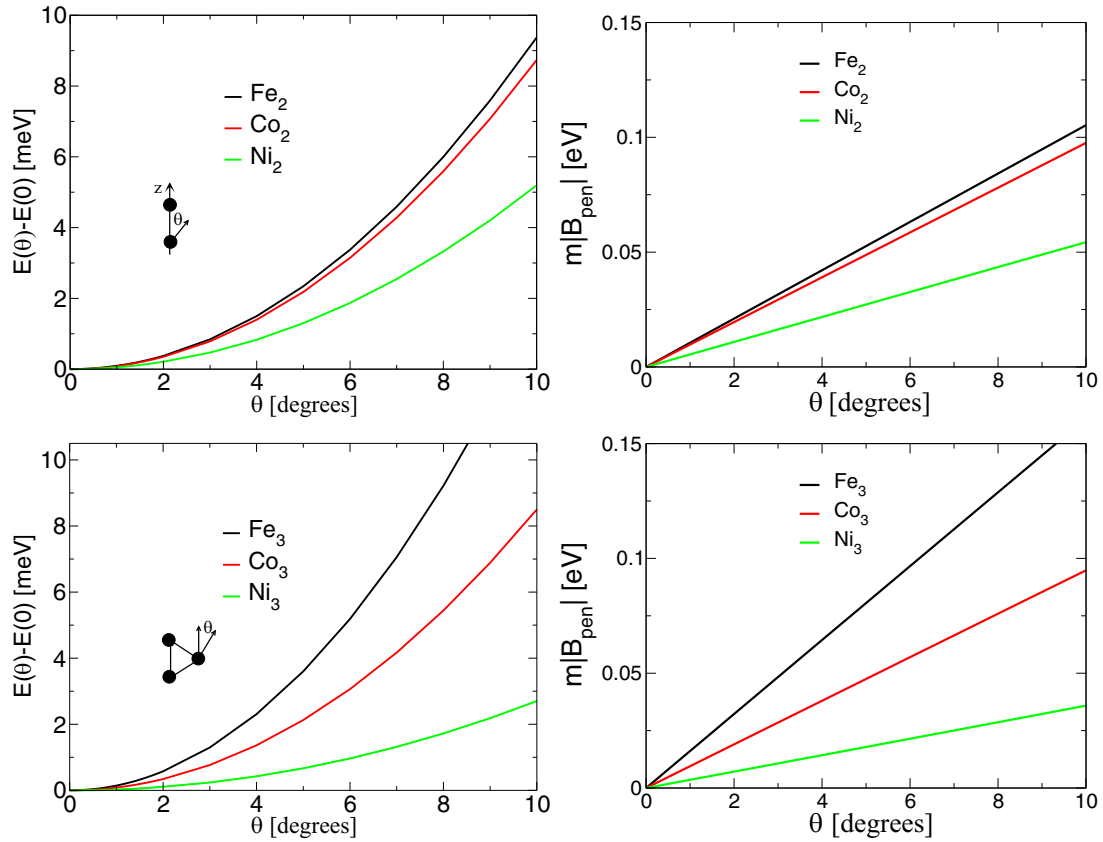 10
8
6
4
2
0
E(θ)-E(0) [meV]
Fe2
Co2
Ni2
z
θ
0 2 4 6 8 10
θ [degrees]
0.15
0.1
0.05
0
m|Bpen| [eV]
Fe2
Co2
Ni2
0 2 4 6 8 10
θ [degrees]
10
8
6
4
2
0
E(θ)-E(0) [meV]
Fe3
Co3
Ni3
θ
0 2 4 6 8 10
θ [degrees]
0.15
0.1
0.05
0
m|Bpen| [eV]
Fe3
Co3
Ni3
0 2 4 6 8 10
θ [degrees]